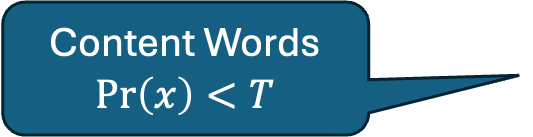 Content Words
Pr(x) < T